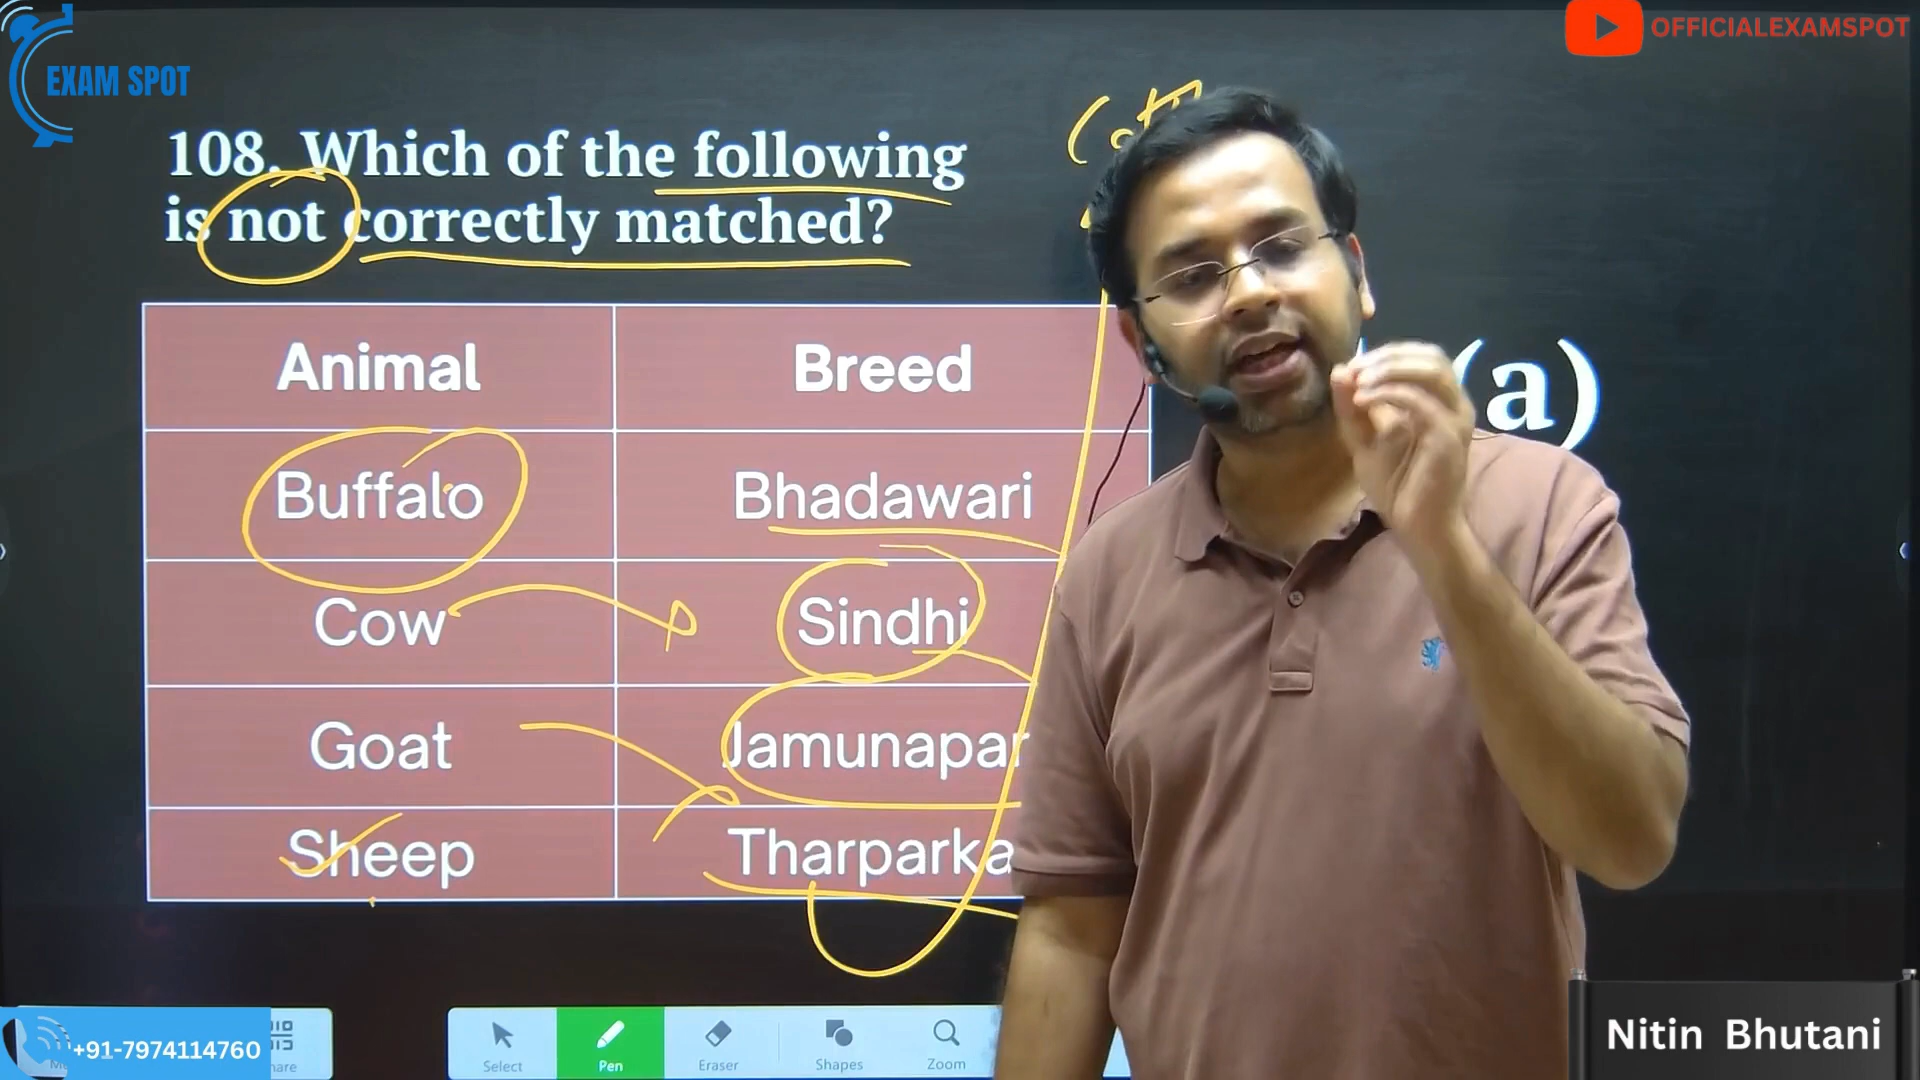 EXAM SPOT
OFFICIALEXAMSPOT
108. Which of the following
is not correctly matched?
Animal Breed
Buffalo Bhadawari
Cow Sindhi
Goat Jamunapar
Sheep Tharparka
(a)
+91-7974114760
Select Pen Eraser Shapes Zoom
Nitin Bhutani